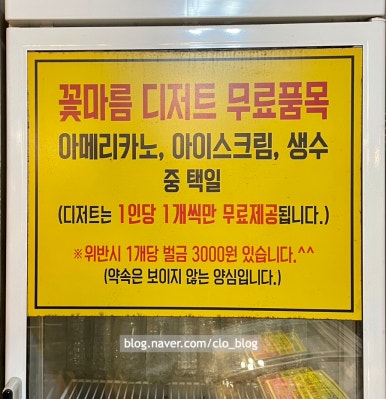 꽃마름 디저트 무료품목
아메리카노, 아이스크림, 생수
중 택일
(디저트는 1인당 1개씩만 무료제공됩니다.)
※위반시 1개당 벌금 3000원 있습니다.^^
(약속은 보이지 않는 양심입니다.)
blog.naver.com/clo_blog